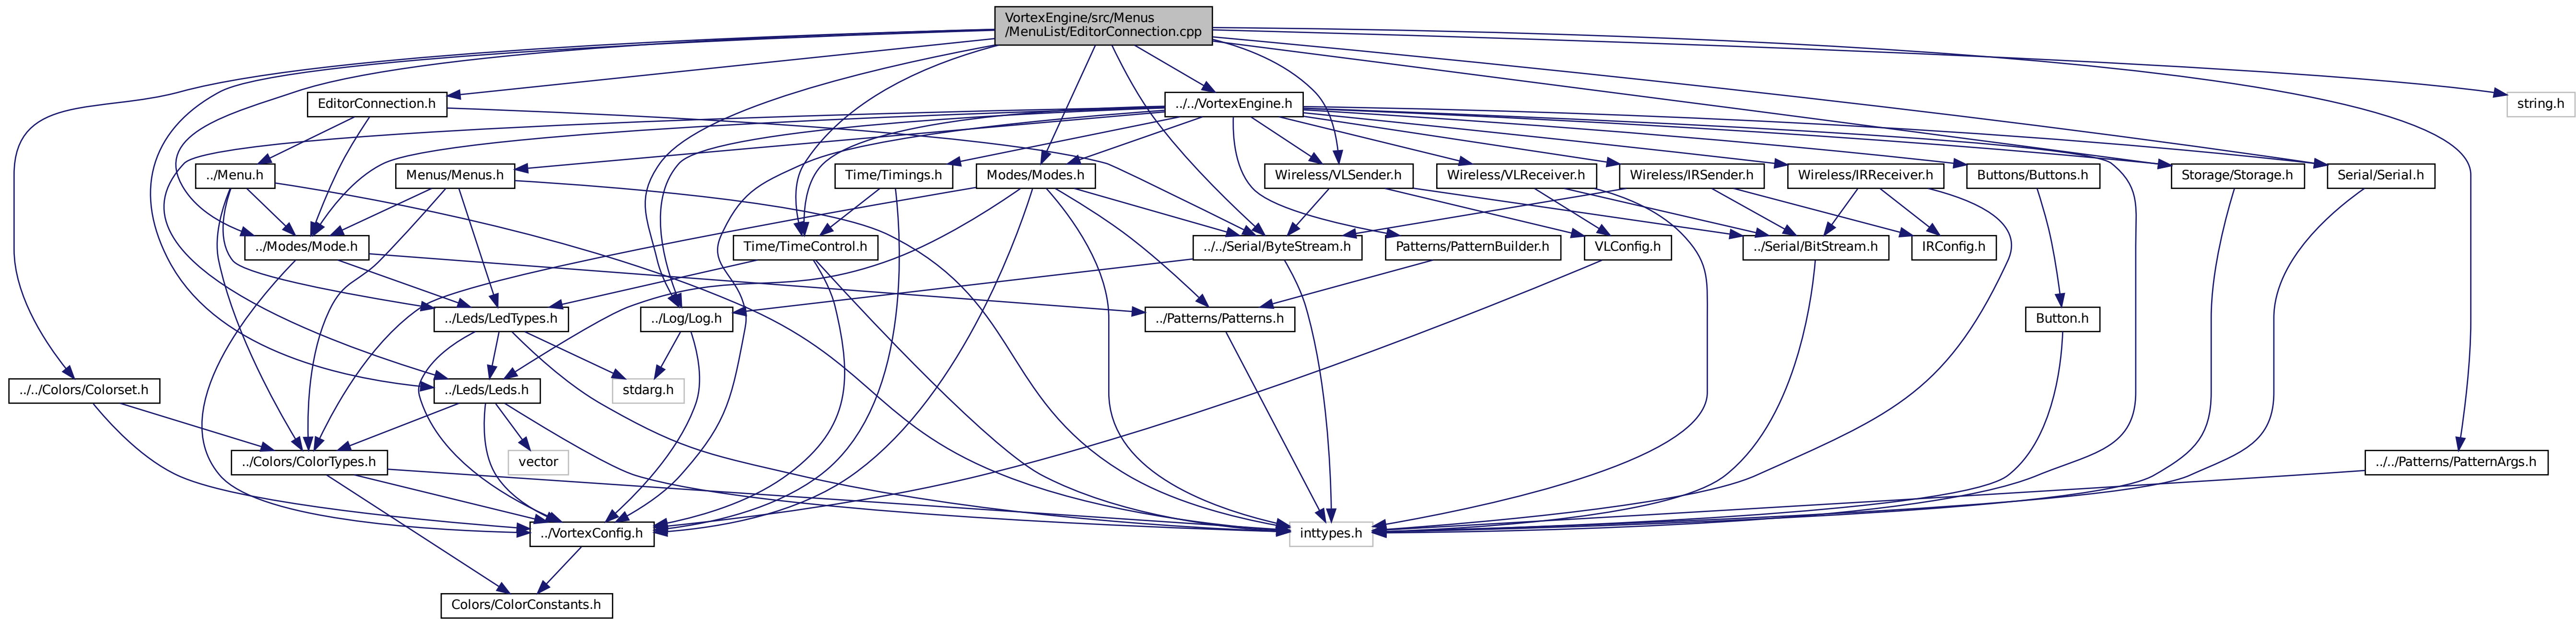 VortexEngine/src/Menus
/MenuList/EditorConnection.cpp
EditorConnection.h
../../VortexEngine.h
string.h
../Menu.h
Menus/Menus.h
Time/Timings.h
Modes/Modes.h
Wireless/VLSender.h
Wireless/VLReceiver.h
Wireless/IRSender.h
Wireless/IRReceiver.h
Buttons/Buttons.h
Storage/Storage.h
Serial/Serial.h
../Modes/Mode.h
Time/TimeControl.h
../../Serial/ByteStream.h
Patterns/PatternBuilder.h
VLConfig.h
../Serial/BitStream.h
IRConfig.h
../Leds/LedTypes.h
../Log/Log.h
../Patterns/Patterns.h
Button.h
../../Colors/Colorset.h
../Leds/Leds.h
stdarg.h
../Colors/ColorTypes.h
vector
../../Patterns/PatternArgs.h
../VortexConfig.h
inttypes.h
Colors/ColorConstants.h